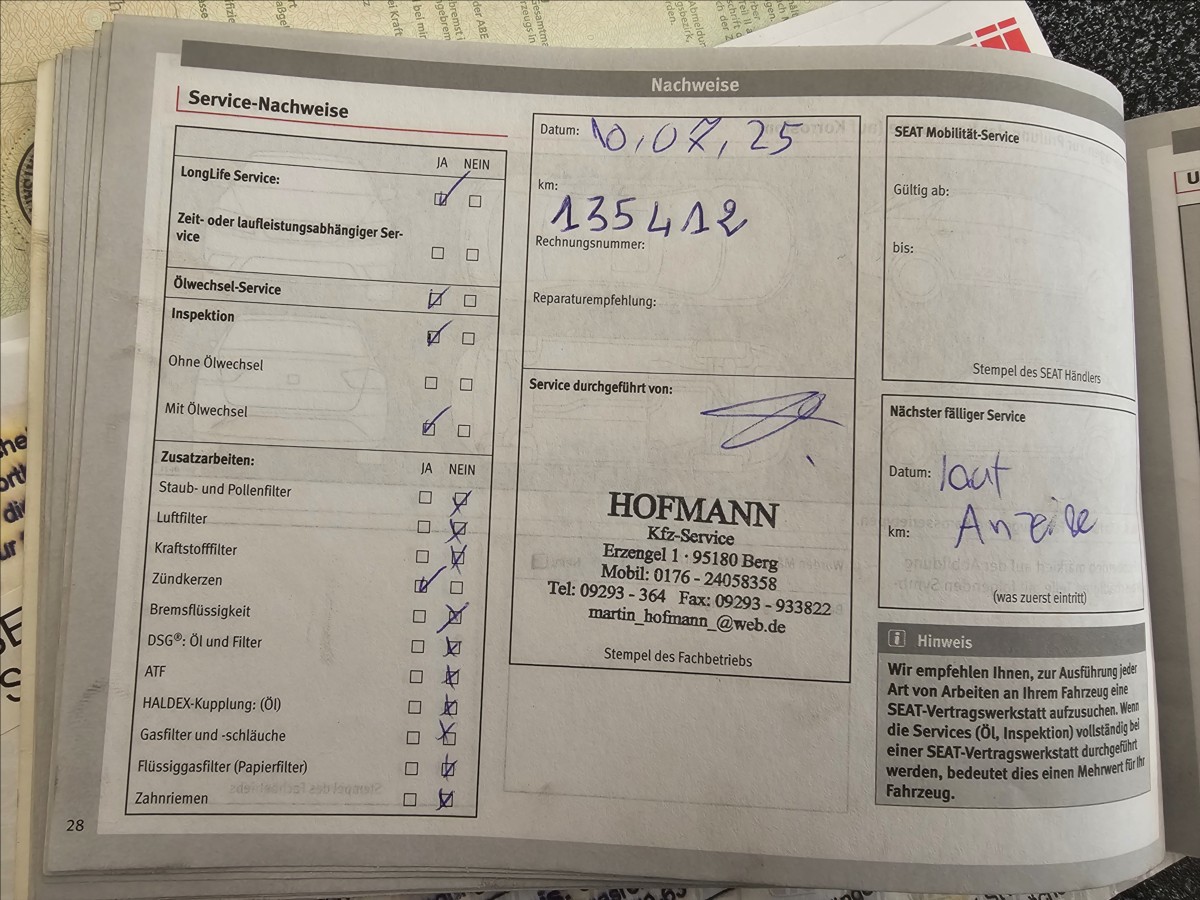 Nachweise
Service-Nachweise
JA NEIN
LongLife Service:
Zeit- oder laufleistungsabhängiger Ser-
vice
Ölwechsel-Service
Inspektion
Ohne Ölwechsel
Mit Ölwechsel
Zusatzarbeiten: JA NEIN
Staub- und Pollenfilter
Luftfilter
Kraftstofffilter
Zündkerzen
Bremsflüssigkeit
DSG®: Öl und Filter
ATF
HALDEX-Kupplung: (Öl)
Gasfilter und -schläuche
Flüssiggasfilter (Papierfilter)
Zahnriemen
28
Datum: 10.07.25
km:
135412
Rechnungsnummer:
Reparaturempfehlung:
Service durchgeführt von:
HOFMANN
Kfz-Service
Erzengel 1 · 95180 Berg
Mobil: 0176 - 24058358
Tel: 09293 - 364 Fax: 09293 - 933822
martin_hofmann_@web.de
Stempel des Fachbetriebs
SEAT Mobilität-Service
Gültig ab:
bis:
Stempel des SEAT Händlers
Nächster fälliger Service
Datum: laut
km: Anzeige
(was zuerst eintritt)
Hinweis
Wir empfehlen Ihnen, zur Ausführung jeder
Art von Arbeiten an Ihrem Fahrzeug eine
SEAT-Vertragswerkstatt aufzusuchen. Wenn
die Services (Öl, Inspektion) vollständig bei
einer SEAT-Vertragswerkstatt durchgeführt
werden, bedeutet dies einen Mehrwert für Ihr
Fahrzeug.